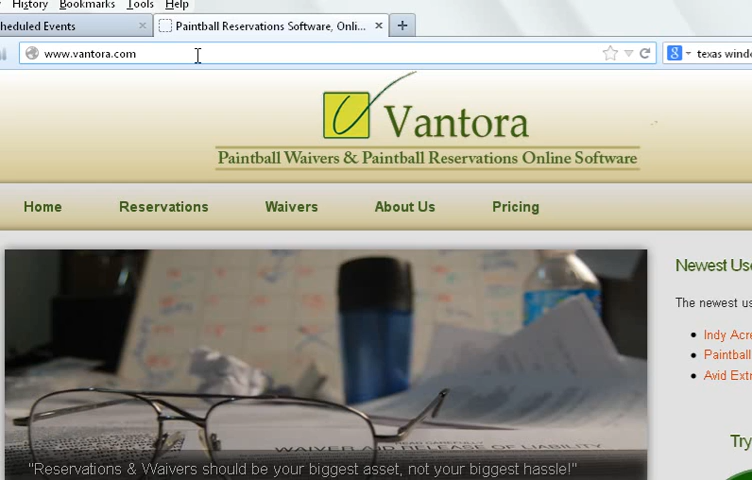 History Bookmarks Tools Help
heduled Events
Paintball Reservations Software, Onli...
www.vantora.com
texas wind
Vantora
Paintball Waivers & Paintball Reservations Online Software
Home Reservations Waivers About Us Pricing
Newest Us
The newest us
Indy Acre
Paintball
Avid Extr
WAIVER AND RELEASE OF LIABILITY
"Reservations & Waivers should be your biggest asset, not your biggest hassle!"
Try